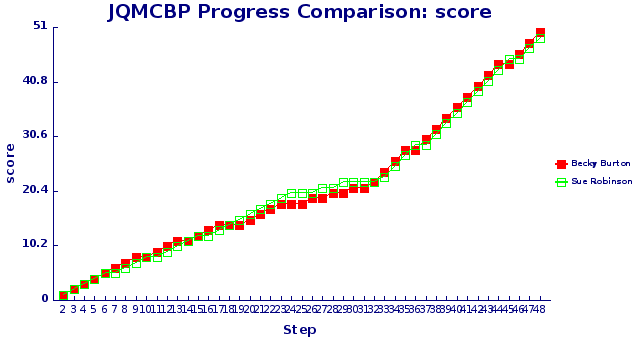 JQMCBP Progress Comparison: score
51
40.8
30.6
20.4
10.2
0
score
2 3 4 5 6 7 8 9 10 11 12 13 14 15 16 17 18 19 20 21 22 23 24 25 26 27 28 29 30 31 32 33 34 35 36 37 38 39 40 41 42 43 44 45 46 47 48
Step
Becky Burton
Sue Robinson